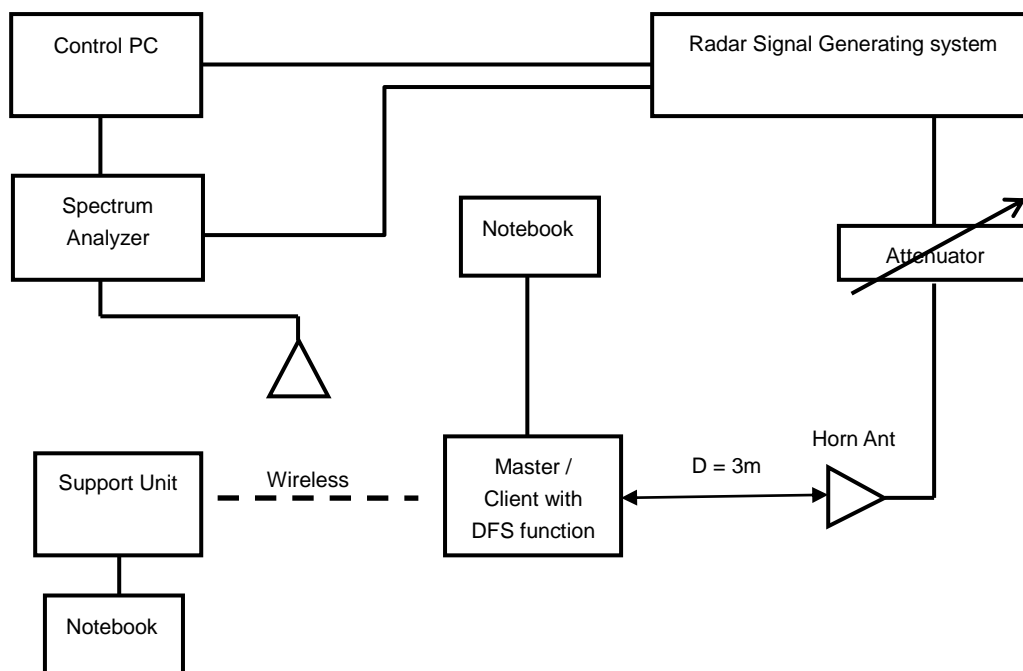 Control PC
Radar Signal Generating system
Spectrum
Analyzer
Notebook
Attenuator
Horn Ant
Support Unit
Wireless
Master /
Client with
DFS function
D = 3m
Notebook